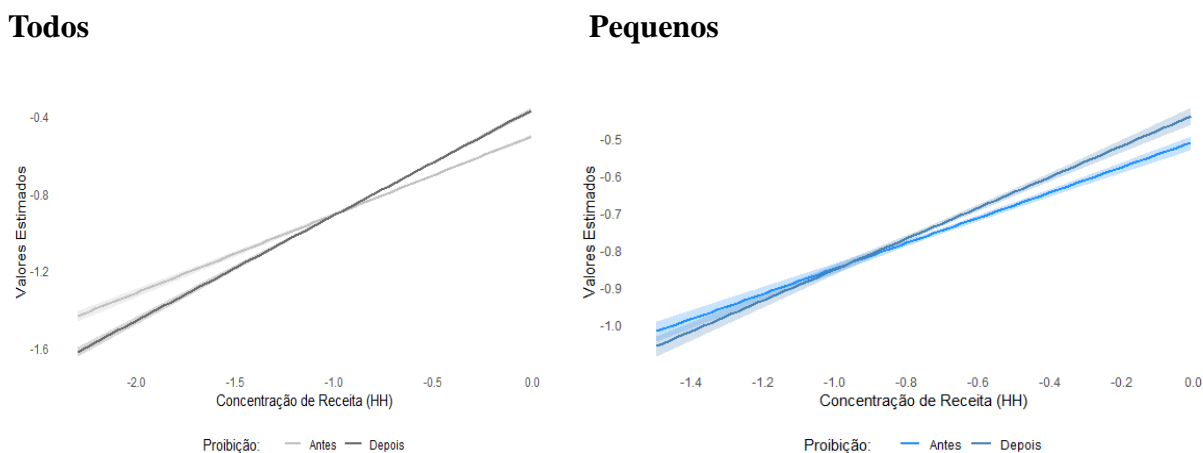 Todos
-0.4
-0.8
-1.2
-1.6
Valores Estimados
-2.0 -1.5 -1.0 -0.5 0.0
Concentração de Receita (HH)
Proibição: Antes Depois
Pequenos
-0.5
-0.6
-0.7
-0.8
-0.9
-1.0
Valores Estimados
-1.4 -1.2 -1.0 -0.8 -0.6 -0.4 -0.2 0.0
Concentração de Receita (HH)
Proibição: Antes Depois